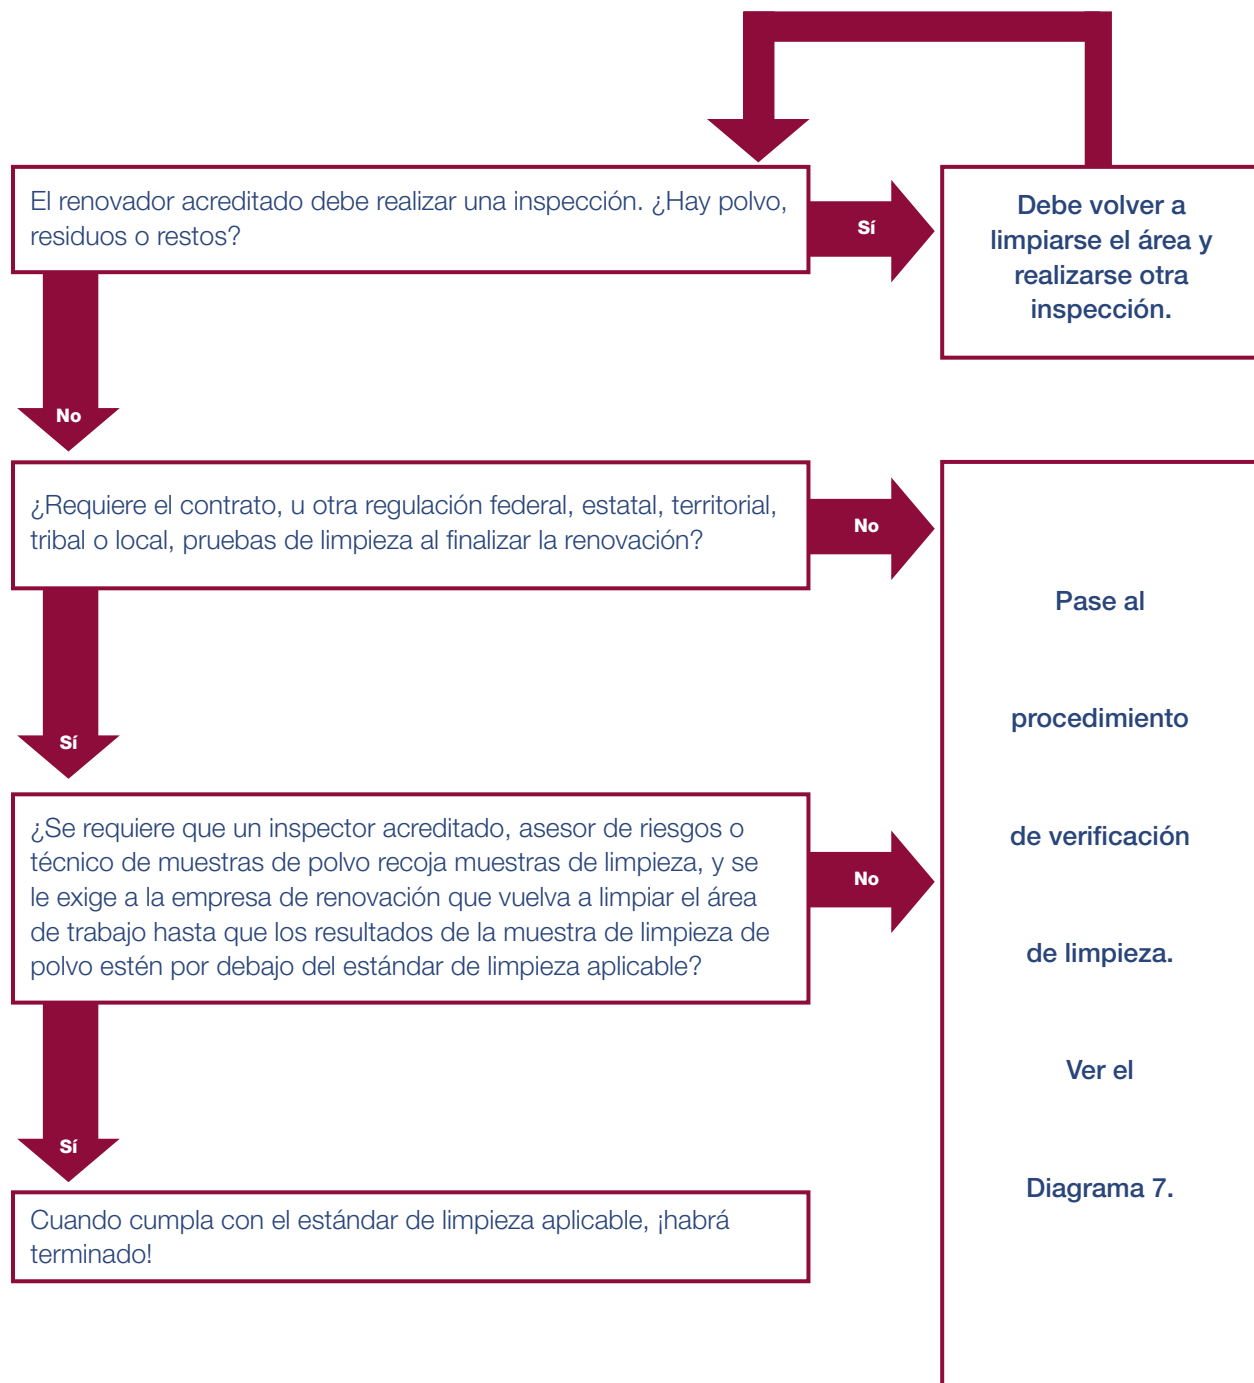 El renovador acreditado debe realizar una inspección. ¿Hay polvo,
residuos o restos?
Sí
Debe volver a
limpiarse el área y
realizarse otra
inspección.
No
¿Requiere el contrato, u otra regulación federal, estatal, territorial,
tribal o local, pruebas de limpieza al finalizar la renovación?
No
Pase al
procedimiento
de verificación
de limpieza.
Ver el
Diagrama 7.
Sí
¿Se requiere que un inspector acreditado, asesor de riesgos o
técnico de muestras de polvo recoja muestras de limpieza, y se
le exige a la empresa de renovación que vuelva a limpiar el área
de trabajo hasta que los resultados de la muestra de limpieza de
polvo estén por debajo del estándar de limpieza aplicable?
No
Sí
Cuando cumpla con el estándar de limpieza aplicable, ¡habrá
terminado!